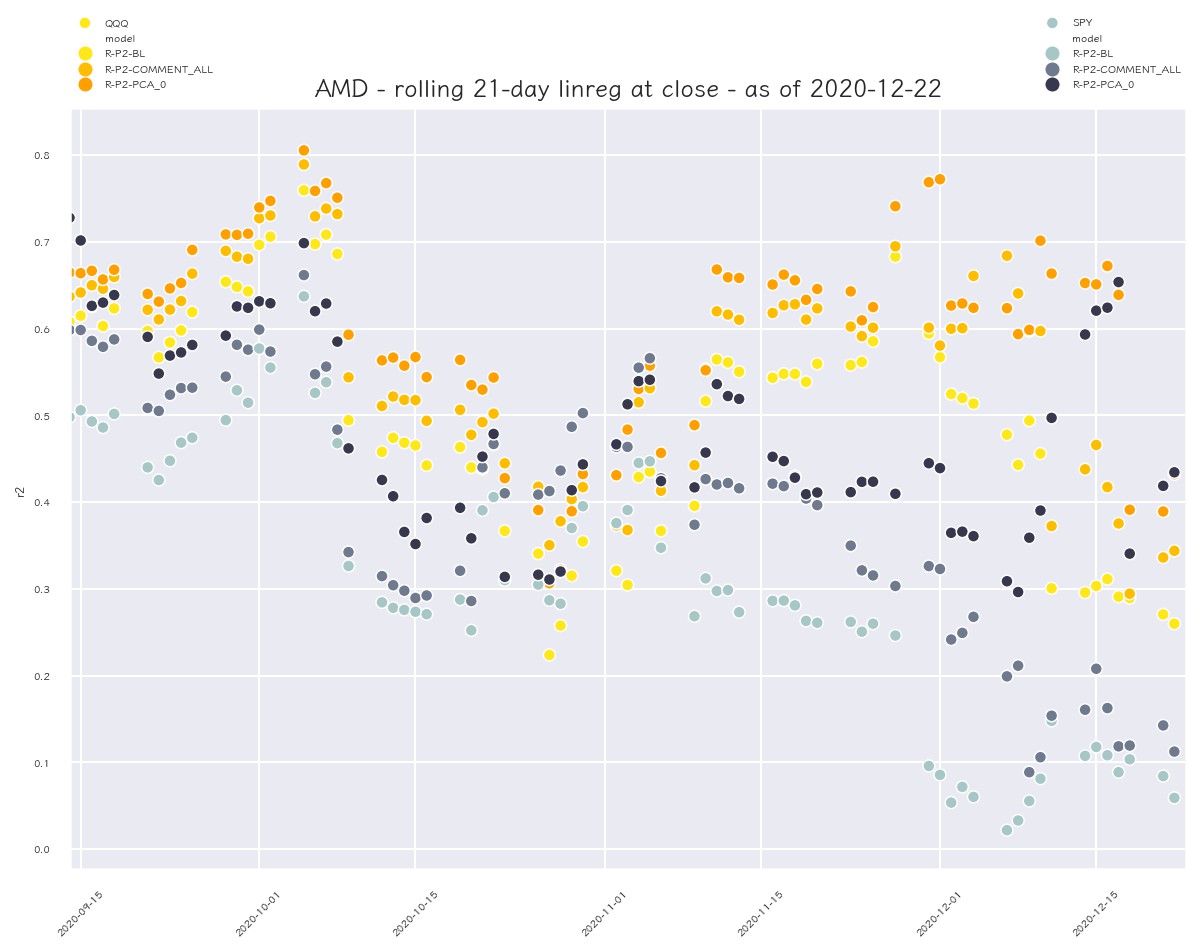 QQQ
model
R-P2-BL
R-P2-COMMENT_ALL
R-P2-PCA_0
SPY
model
R-P2-BL
R-P2-COMMENT_ALL
R-P2-PCA_0
AMD - rolling 21-day linreg at close - as of 2020-12-22
0.8
0.7
0.6
0.5
0.4
0.3
0.2
0.1
0.0
r2
2020-09-15
2020-10-01
2020-10-15
2020-11-01
2020-11-15
2020-12-01
2020-12-15